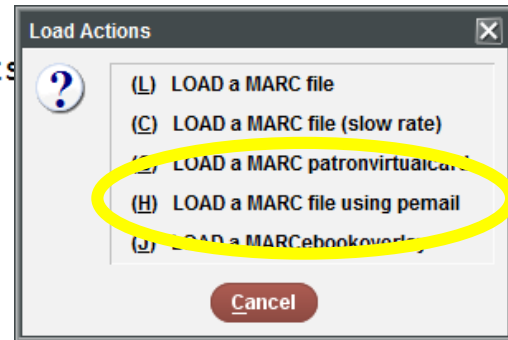 Load Actions
?
(L) LOAD a MARC file
(C) LOAD a MARC file (slow rate)
LOAD a MARC patronvirtualcard
(H) LOAD a MARC file using pemail
(J) LOAD a MARCebookoverlay
Cancel